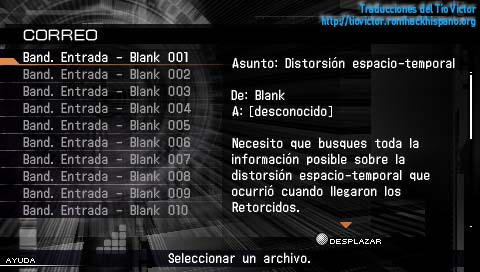 Traducciones del Tío Víctor
http://tiovictor.romhackhispano.org
CORREO
Band. Entrada - Blank 001
Band. Entrada - Blank 002
Band. Entrada - Blank 003
Band. Entrada - Blank 004
Band. Entrada - Blank 005
Band. Entrada - Blank 006
Band. Entrada - Blank 007
Band. Entrada - Blank 008
Band. Entrada - Blank 009
Band. Entrada - Blank 010
Asunto: Distorsión espacio-temporal
De: Blank
A: [desconocido]
Necesito que busques toda la
información posible sobre la
distorsión espacio-temporal que
ocurrió cuando llegaron los
Retorcidos.
DESPLAZAR
AYUDA
Seleccionar un archivo.